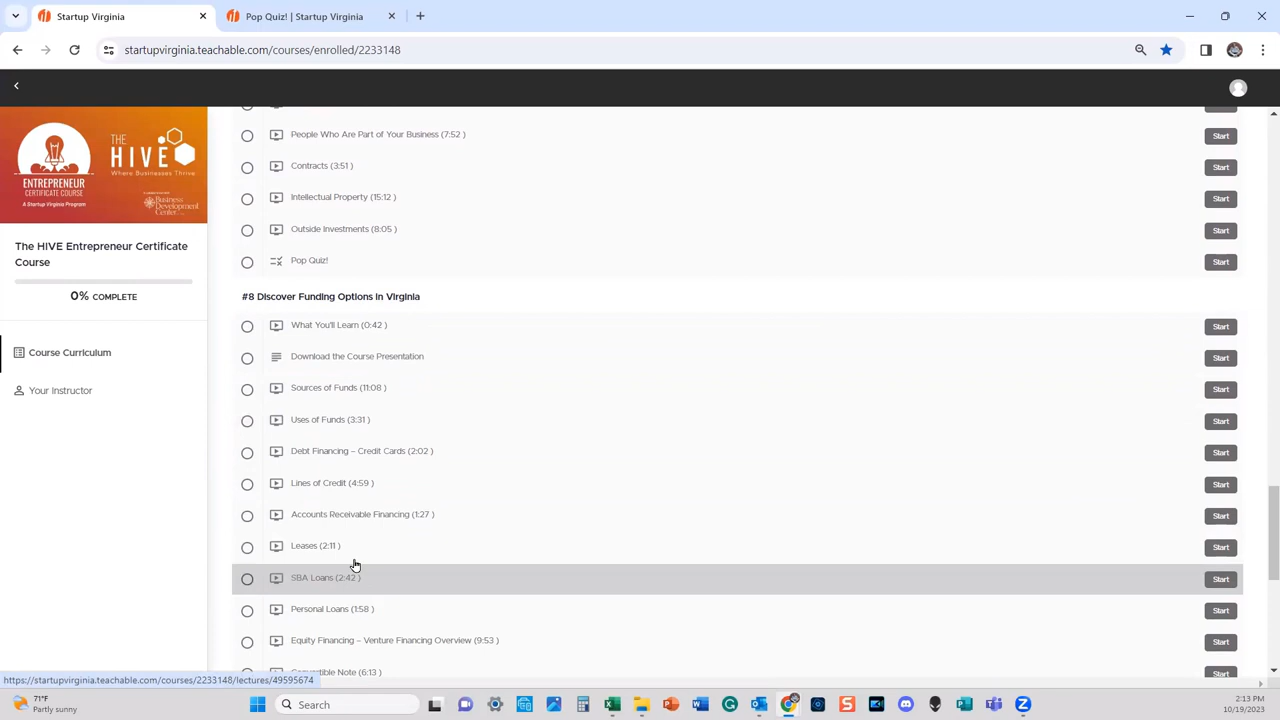 Startup Virginia
Pop Quiz! | Startup Virginia
startupvirginia.teachable.com/courses/enrolled/2233148
ENTREPRENEUR
CERTIFICATE COURSE
A Startup Virginia Program
THE
HIVE
Where Businesses Thrive
Business
Development
Center
The HIVE Entrepreneur Certificate
Course
0% COMPLETE
Course Curriculum
Your Instructor
People Who Are Part of Your Business (7:52 )
Start
Contracts (3:51 )
Start
Intellectual Property (15:12 )
Start
Outside Investments (8:05 )
Start
Pop Quiz!
Start
#8 Discover Funding Options in Virginia
What You'll Learn (0:42 )
Start
Download the Course Presentation
Start
Sources of Funds (11:08 )
Start
Uses of Funds (3:31 )
Start
Debt Financing – Credit Cards (2:02 )
Start
Lines of Credit (4:59 )
Start
Accounts Receivable Financing (1:27 )
Start
Leases (2:11 )
Start
SBA Loans (2:42 )
Start
Personal Loans (1:58 )
Start
Equity Financing – Venture Financing Overview (9:53 )
Start
Convertible Note (6:13 )
Start
https://startupvirginia.teachable.com/courses/2233148/lectures/49595674
71°F
Partly sunny
Search
2:13 PM
10/19/2023